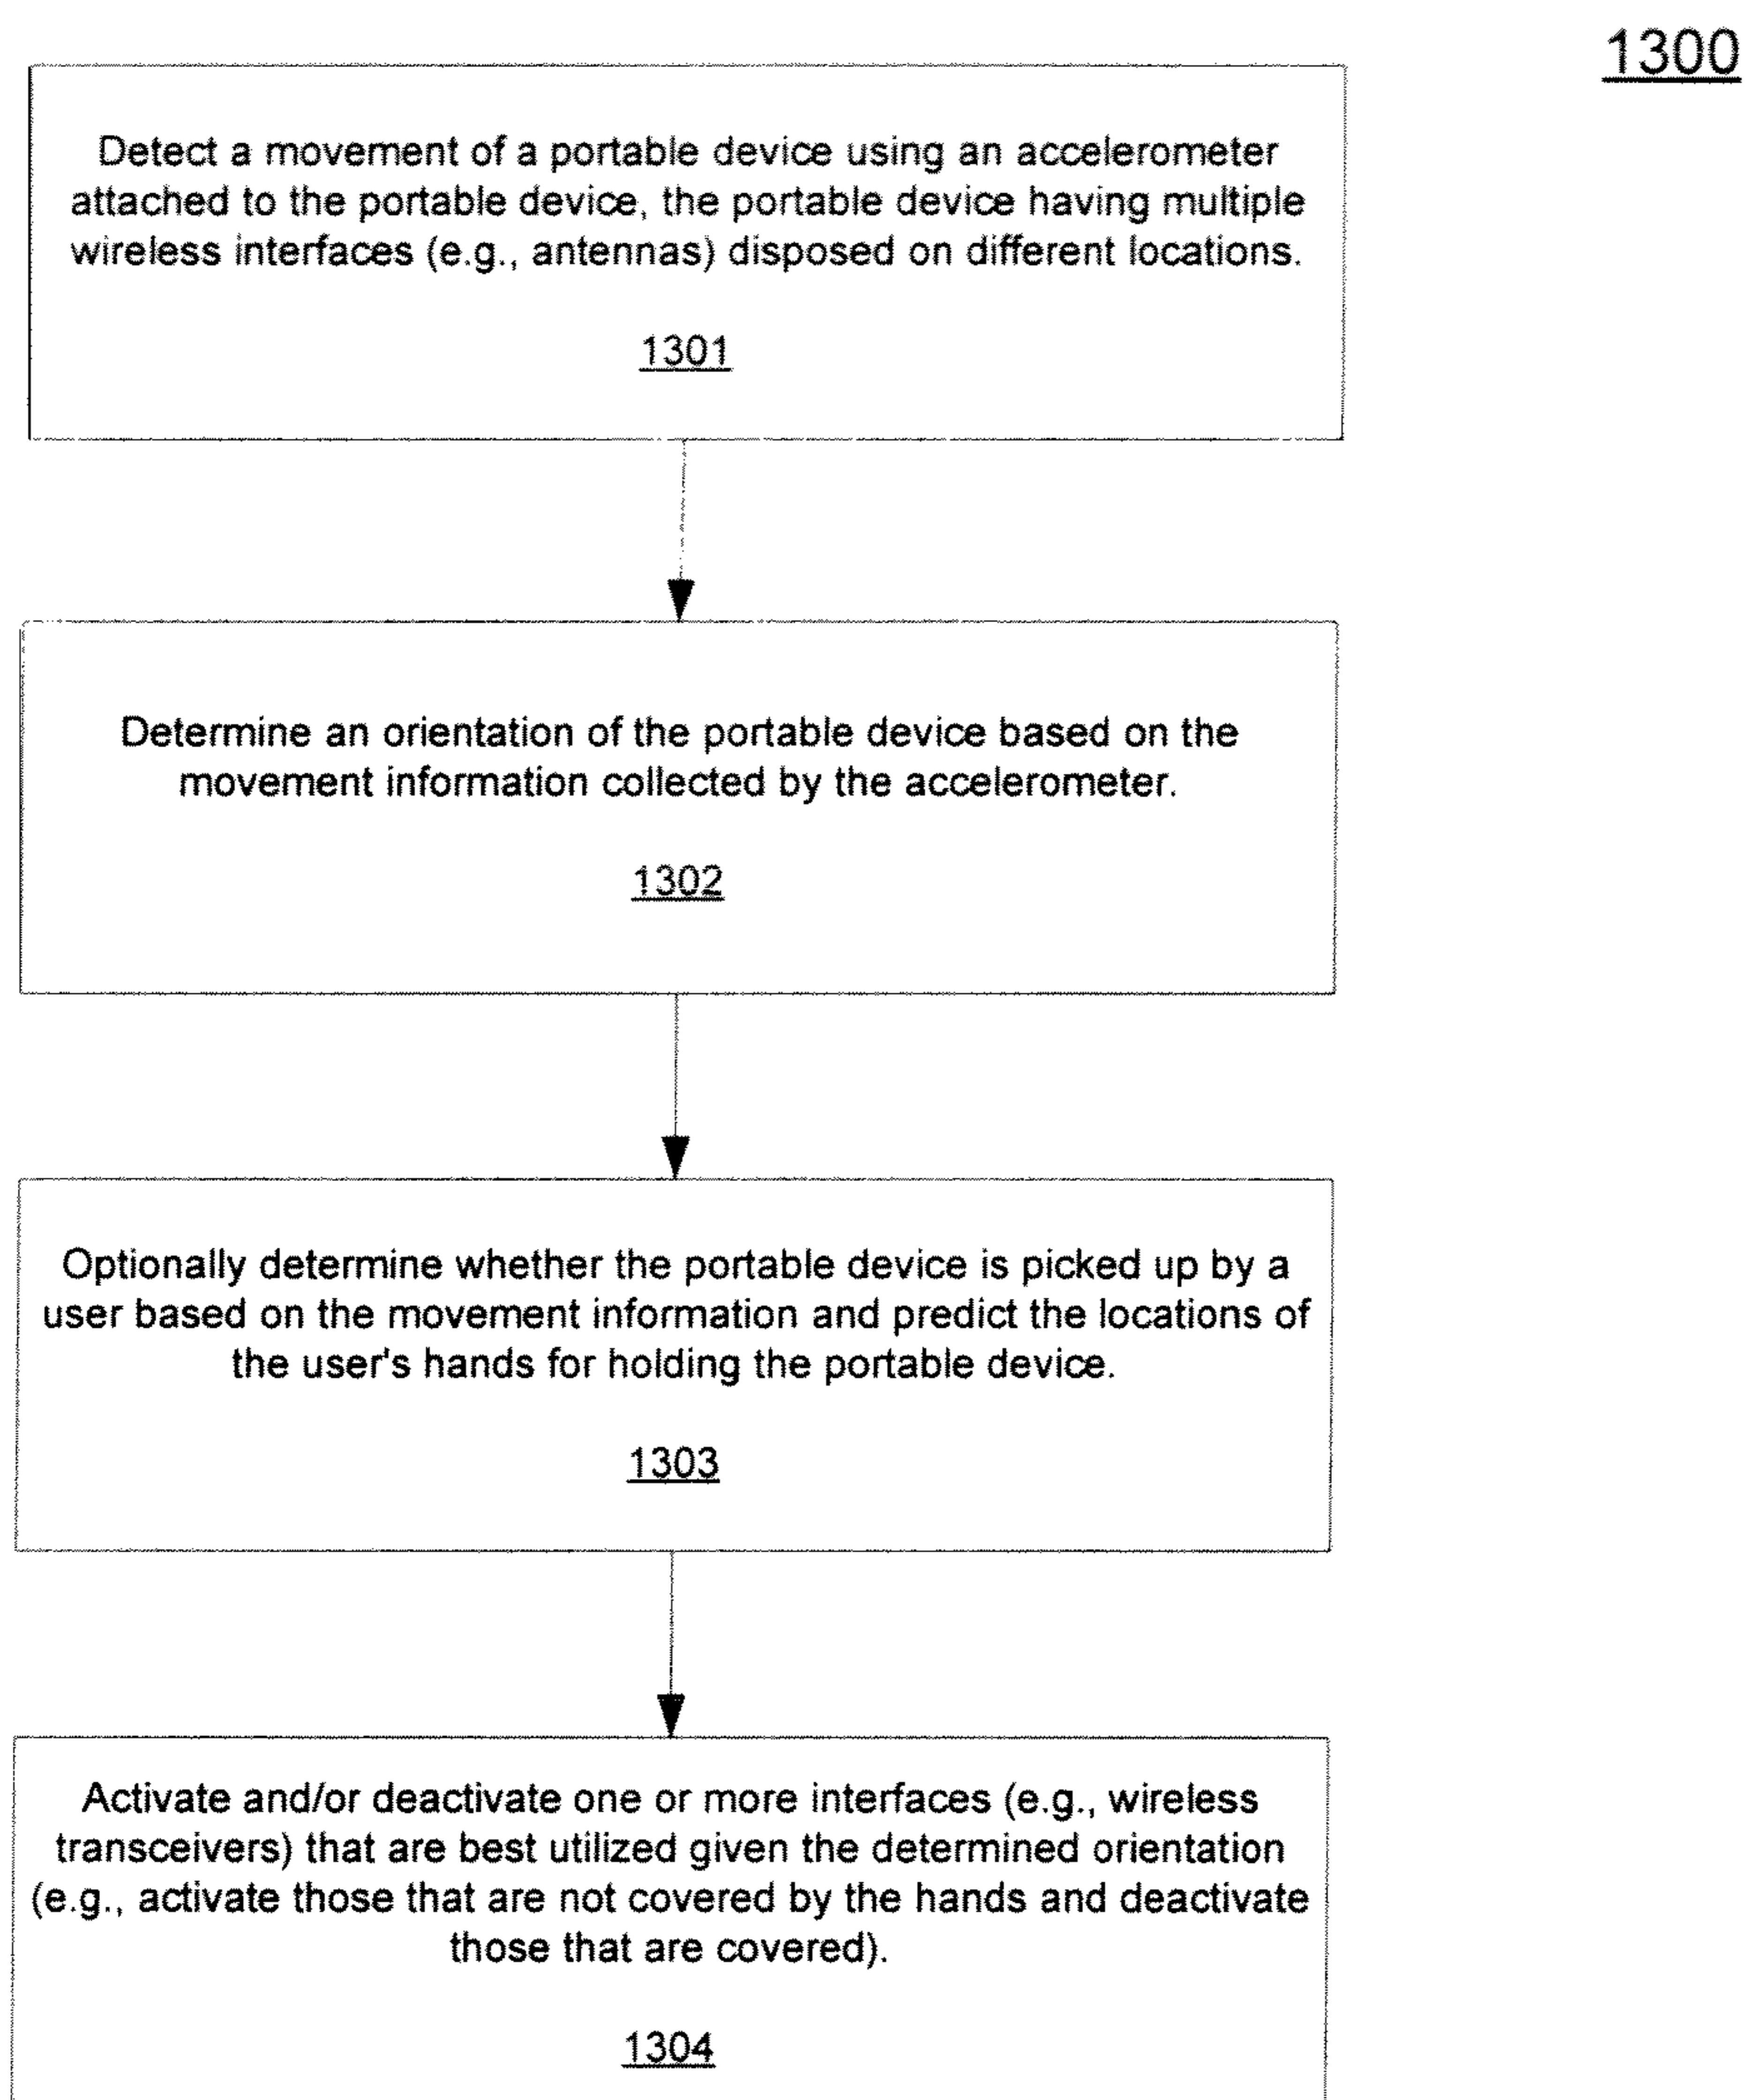 1300
Detect a movement of a portable device using an accelerometer
attached to the portable device, the portable device having multiple
wireless interfaces (e.g., antennas) disposed on different locations.
1301
Determine an orientation of the portable device based on the
movement information collected by the accelerometer.
1302
Optionally determine whether the portable device is picked up by a
user based on the movement information and predict the locations of
the user's hands for holding the portable device.
1303
Activate and/or deactivate one or more interfaces (e.g., wireless
transceivers) that are best utilized given the determined orientation
(e.g., activate those that are not covered by the hands and deactivate
those that are covered).
1304